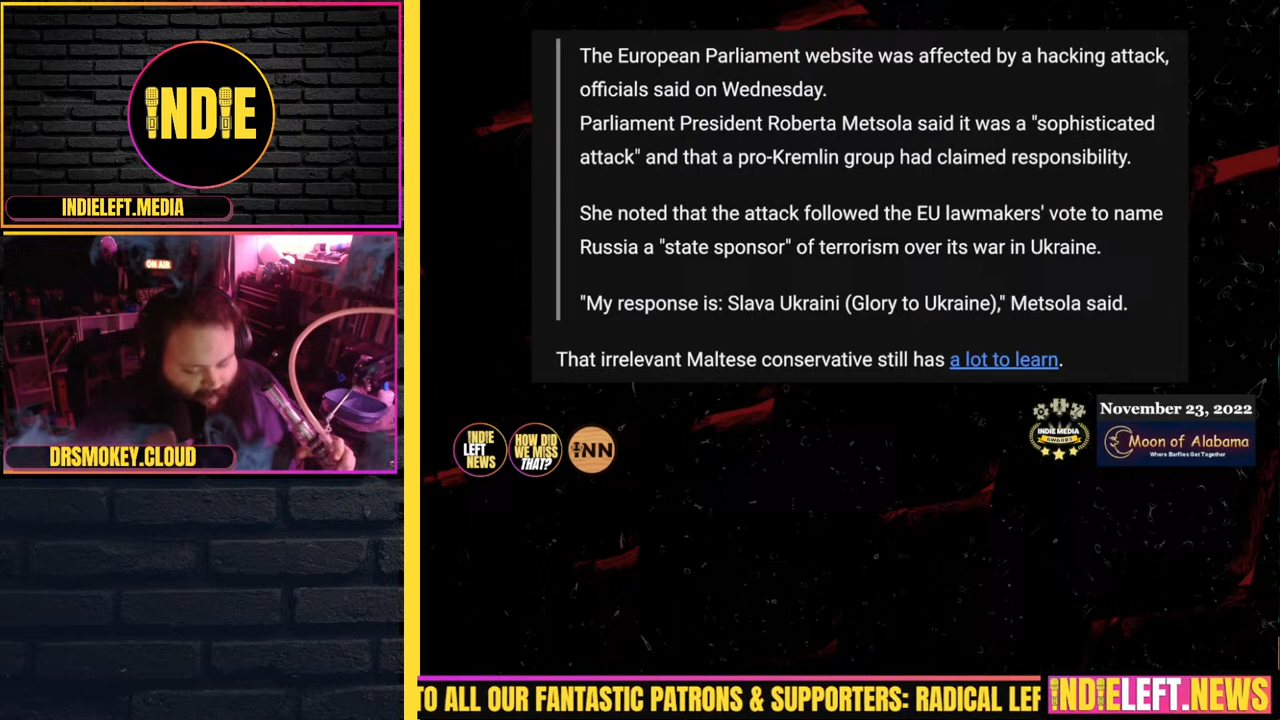 INDIE
INDIELEFT.MEDIA
ON AIR
DRSMOKEY.CLOUD
The European Parliament website was affected by a hacking attack,
officials said on Wednesday.
Parliament President Roberta Metsola said it was a "sophisticated
attack" and that a pro-Kremlin group had claimed responsibility.
She noted that the attack followed the EU lawmakers' vote to name
Russia a "state sponsor" of terrorism over its war in Ukraine.
"My response is: Slava Ukraini (Glory to Ukraine)," Metsola said.
That irrelevant Maltese conservative still has a lot to learn.
INDIE
LEFT
NEWS
HOW DID
WE MISS
THAT?
INN
INDIE MEDIA
AWARDS
November 23, 2022
Moon of Alabama
Where Barflies Get Together
TO ALL OUR FANTASTIC PATRONS & SUPPORTERS: RADICAL LEF
INDIELEFT.NEWS